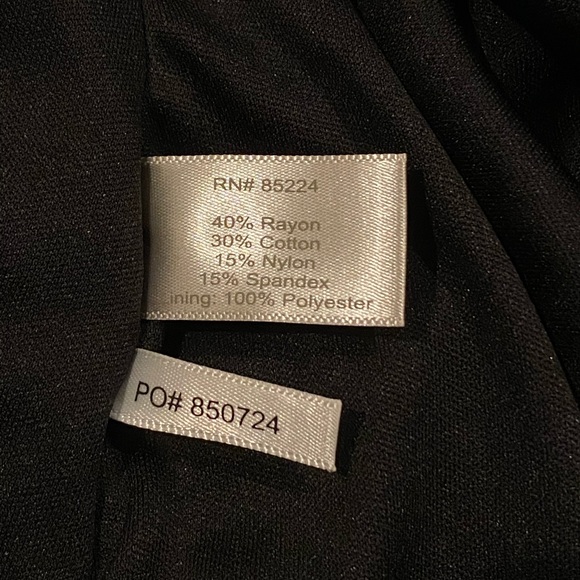 RN# 85224
40% Rayon
30% Cotton
15% Nylon
15% Spandex
ining: 100% Polyester
PO# 850724